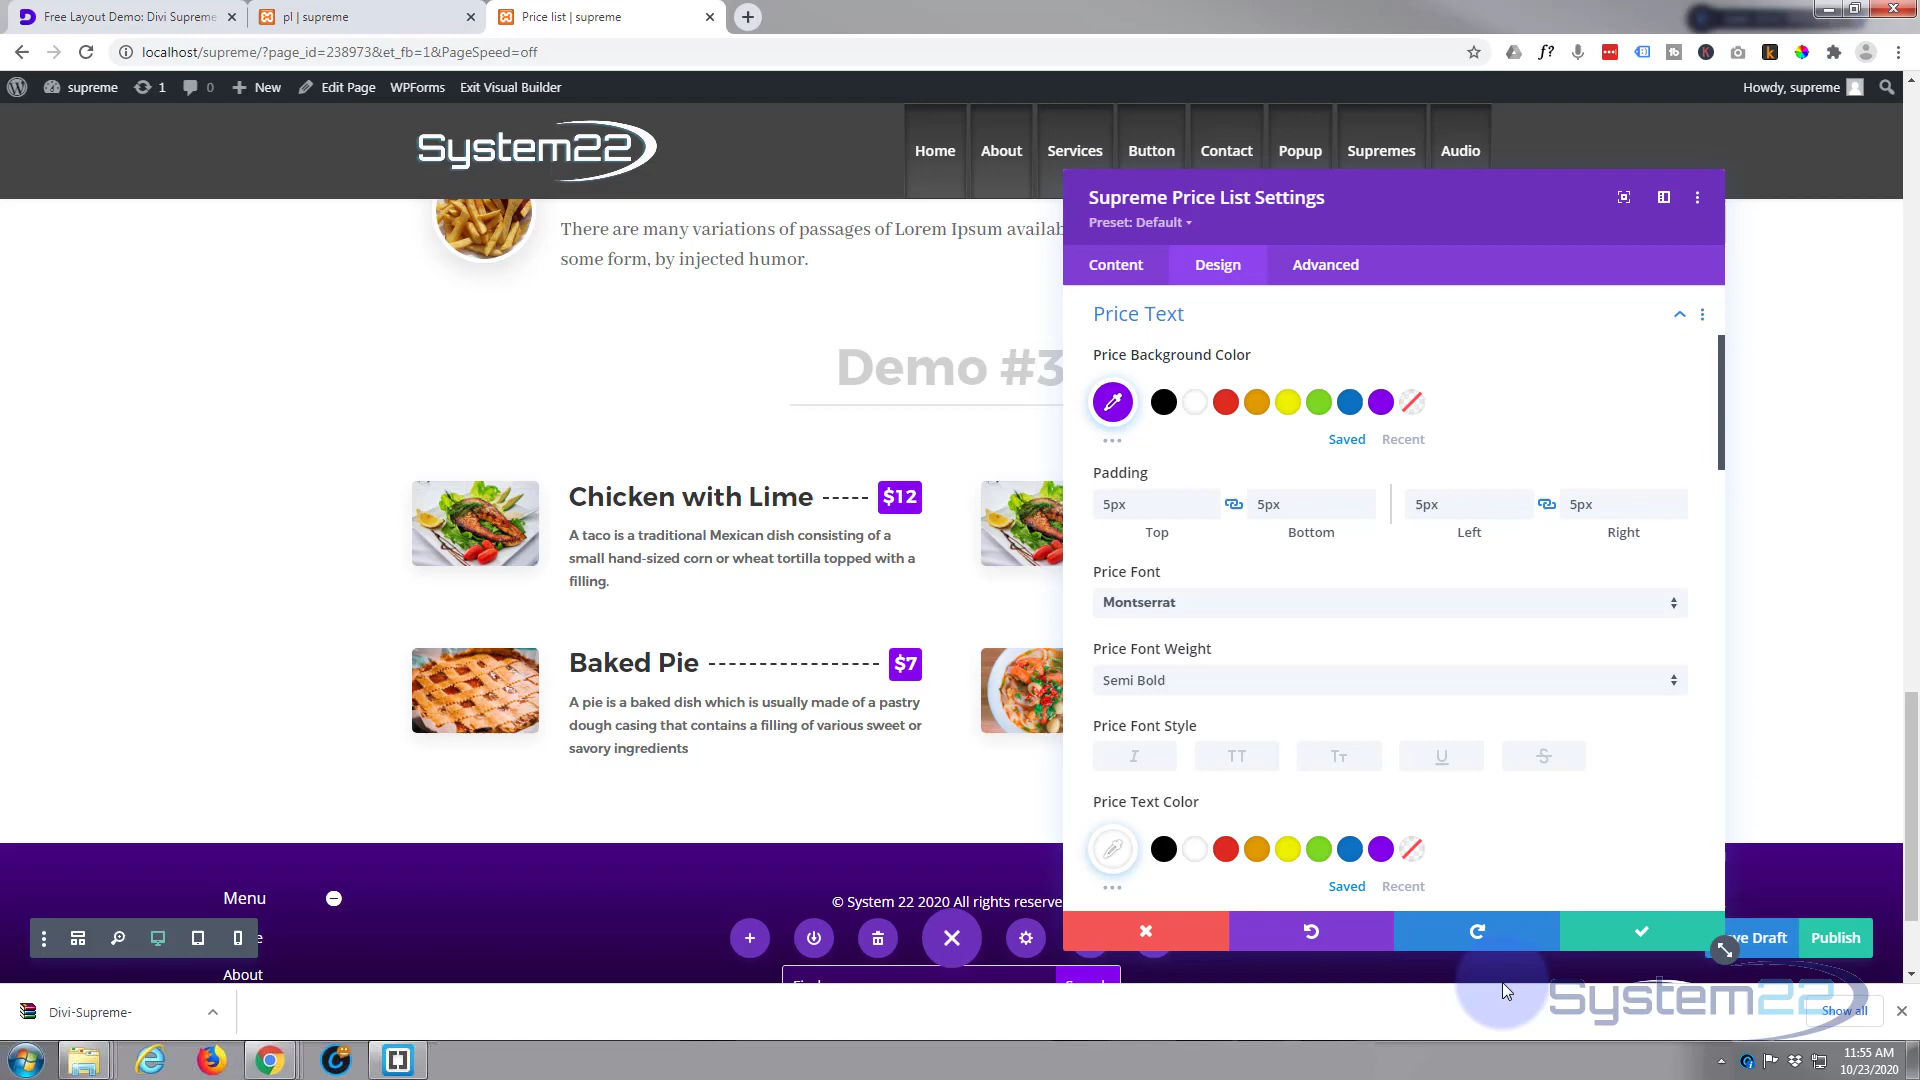 Free Layout Demo: Divi Supreme
pl | supreme
Price list | supreme
localhost/supreme/?page_id=238973&et_fb=1&PageSpeed=off
supreme
1
0
New
Edit Page
WPForms
Exit Visual Builder
Howdy, supreme
System22
Home
About
Services
Button
Contact
Popup
Supremes
Audio
There are many variations of passages of Lorem Ipsum availab
some form, by injected humor.
Demo #3
Chicken with Lime ----- $12
A taco is a traditional Mexican dish consisting of a
small hand-sized corn or wheat tortilla topped with a
filling.
Baked Pie ------------------ $7
A pie is a baked dish which is usually made of a pastry
dough casing that contains a filling of various sweet or
savory ingredients
Supreme Price List Settings
Preset: Default
Content
Design
Advanced
Price Text
Price Background Color
Saved
Recent
Padding
5px
5px
5px
5px
Top
Bottom
Left
Right
Price Font
Montserrat
Price Font Weight
Semi Bold
Price Font Style
I
TT
Tт
U
S
Price Text Color
Saved
Recent
Menu
e
About
© System 22 2020 All rights reserve
ve Draft
Publish
Divi-Supreme-
System22
Show all
11:55 AM
10/23/2020